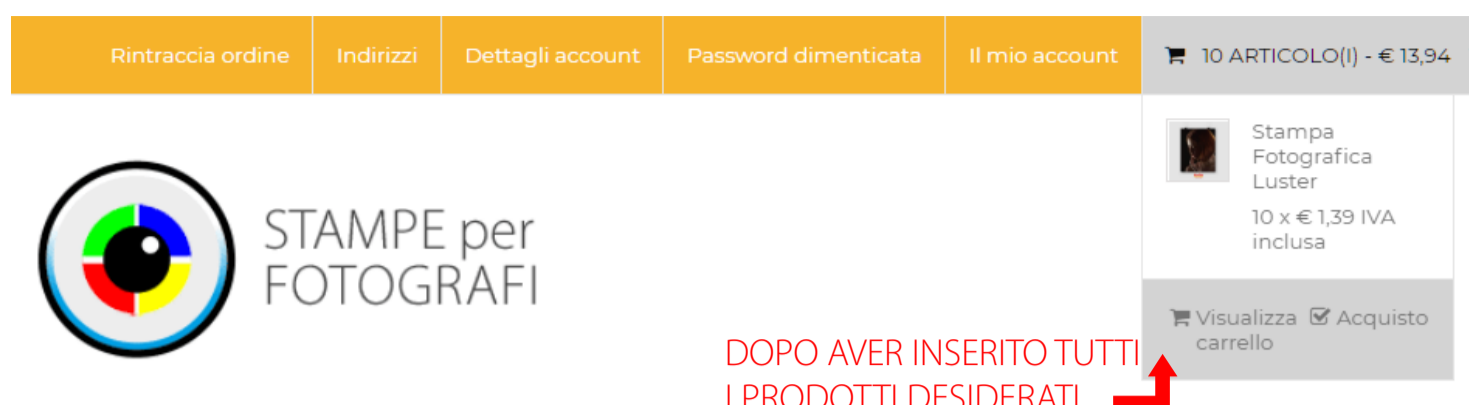 Rintraccia ordine Indirizzi Dettagli account Password dimenticata Il mio account 10 ARTICOLO(I) - € 13,94
Stampa
Fotografica
Luster
10 x € 1,39 IVA
inclusa
STAMPE per
FOTOGRAFI
Visualizza Acquisto
carrello
DOPO AVER INSERITO TUTTI
I PRODOTTI DESIDERATI